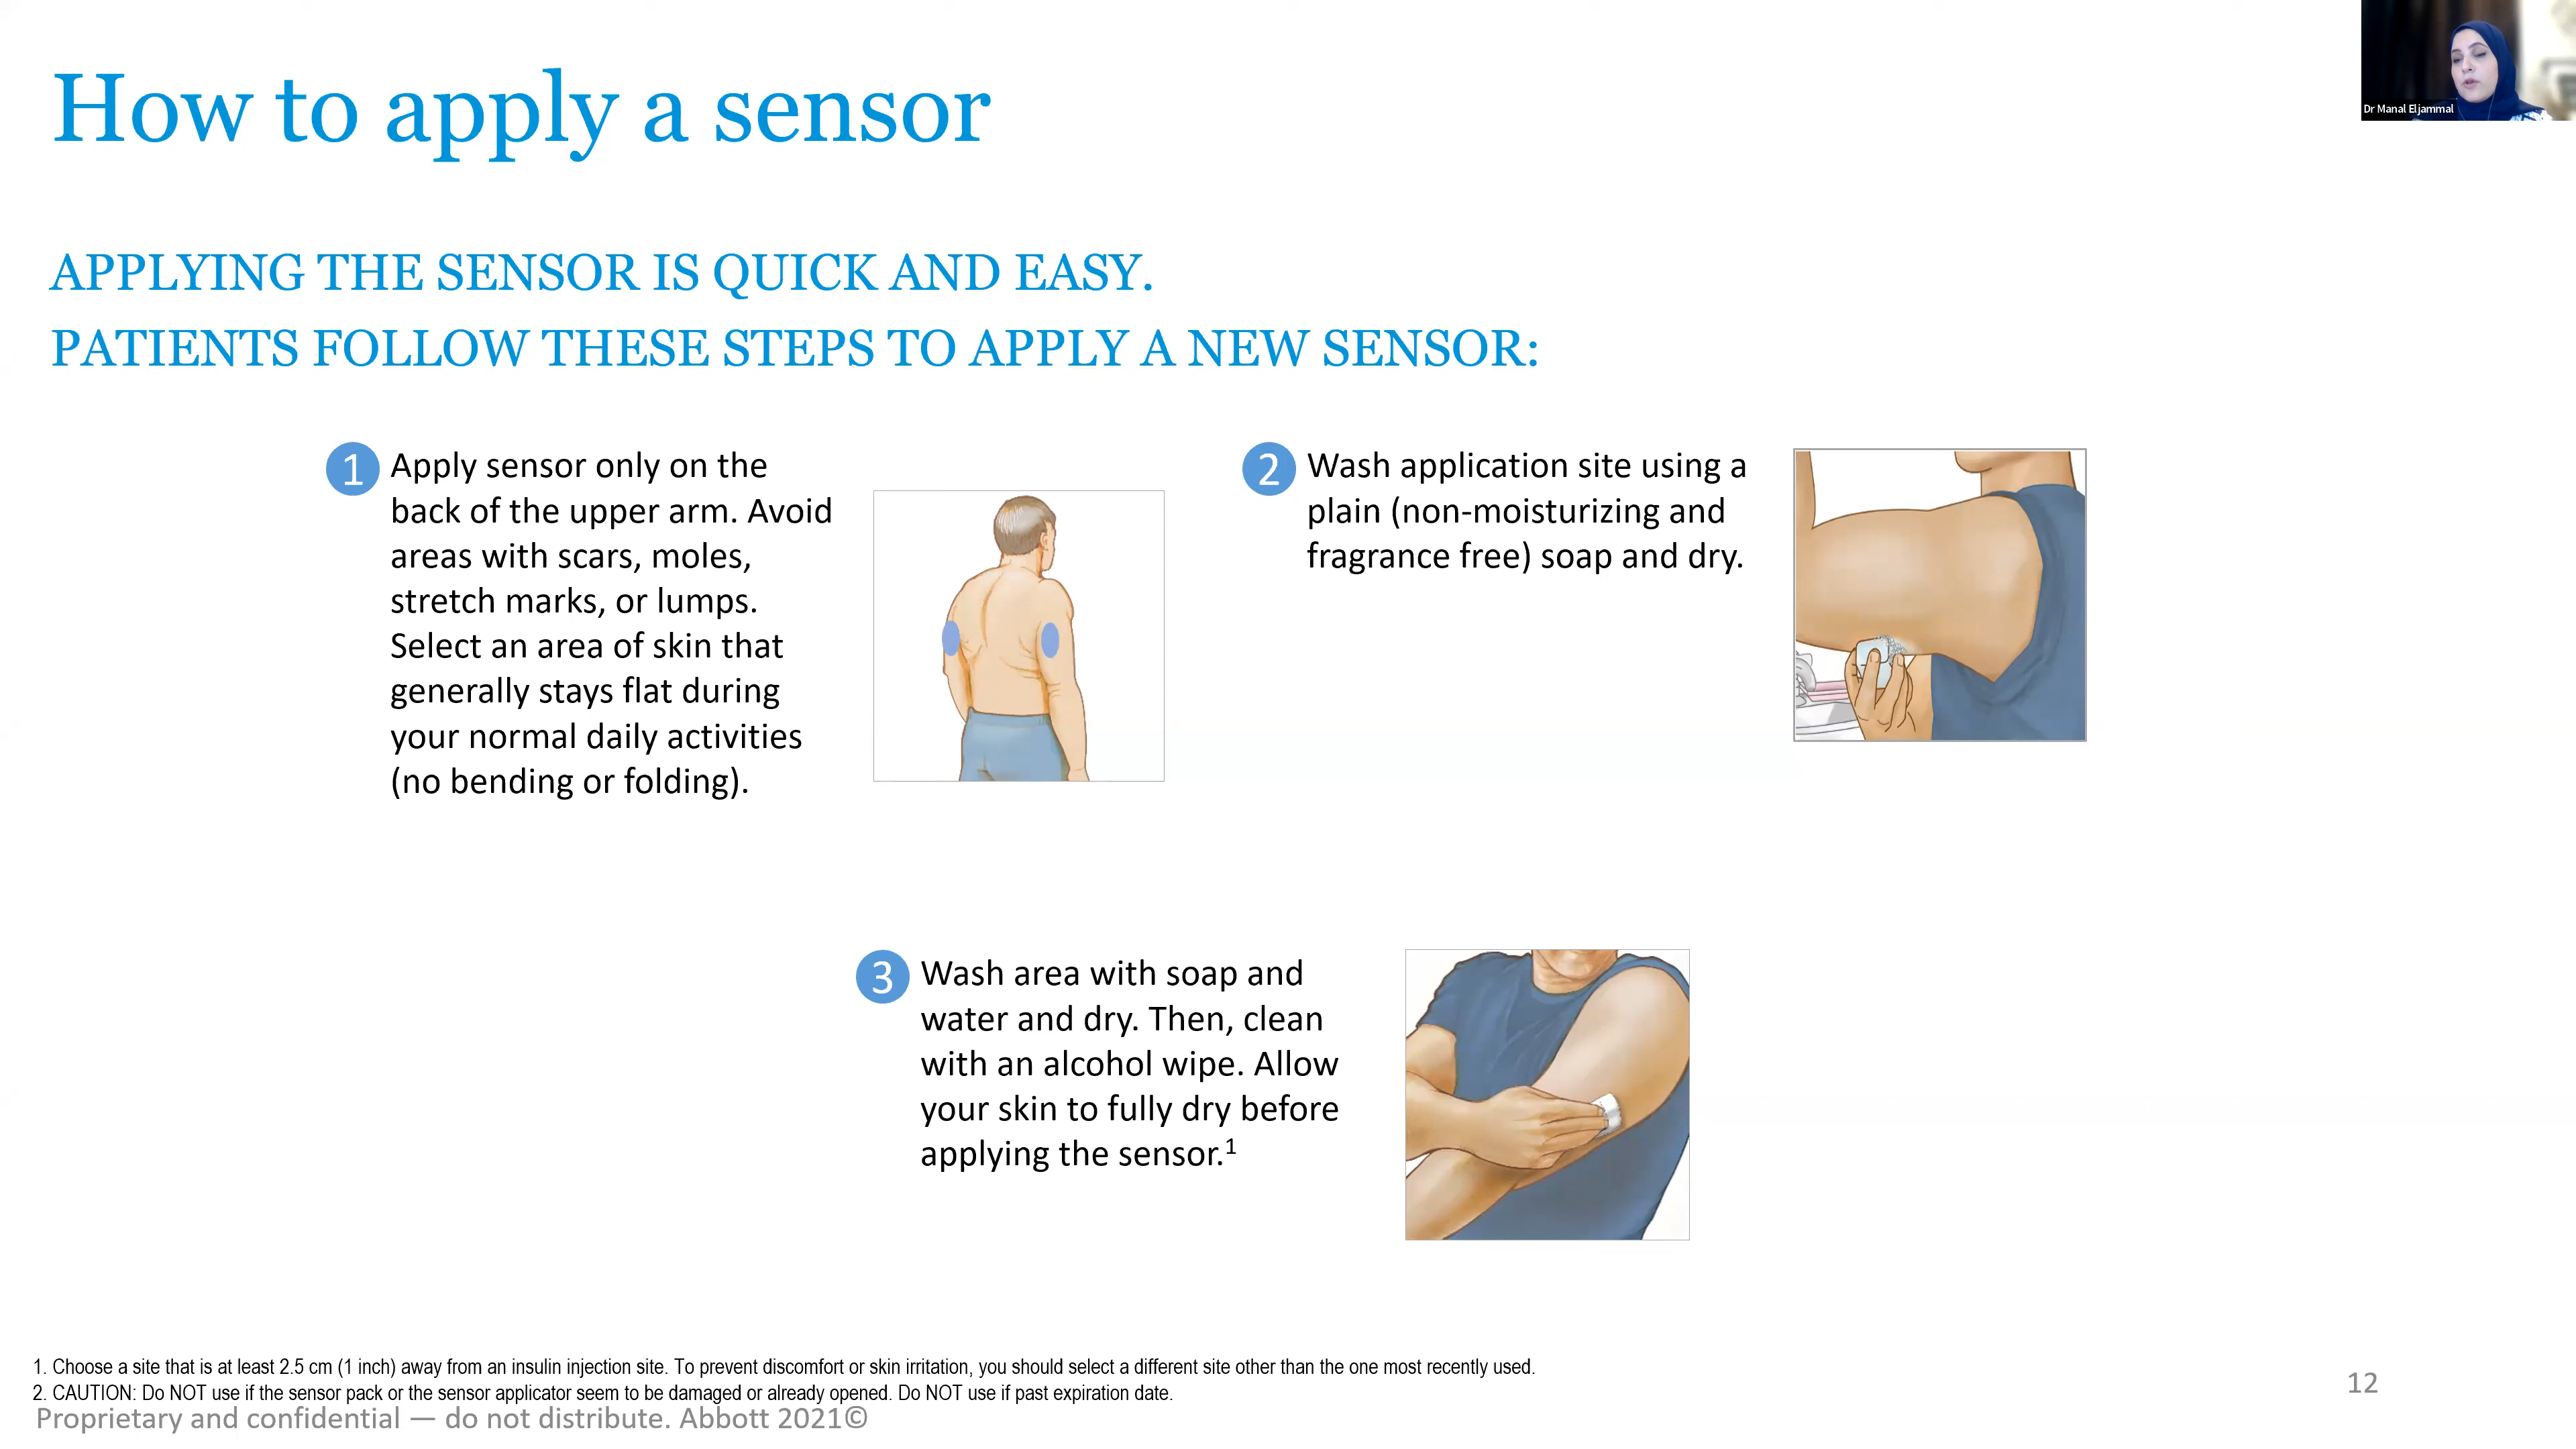 Dr Manal Eljammal
How to apply a sensor
APPLYING THE SENSOR IS QUICK AND EASY.
PATIENTS FOLLOW THESE STEPS TO APPLY A NEW SENSOR:
1 Apply sensor only on the
back of the upper arm. Avoid
areas with scars, moles,
stretch marks, or lumps.
Select an area of skin that
generally stays flat during
your normal daily activities
(no bending or folding).
2 Wash application site using a
plain (non-moisturizing and
fragrance free) soap and dry.
3 Wash area with soap and
water and dry. Then, clean
with an alcohol wipe. Allow
your skin to fully dry before
applying the sensor.¹
1. Choose a site that is at least 2.5 cm (1 inch) away from an insulin injection site. To prevent discomfort or skin irritation, you should select a different site other than the one most recently used.
2. CAUTION: Do NOT use if the sensor pack or the sensor applicator seem to be damaged or already opened. Do NOT use if past expiration date.
Proprietary and confidential — do not distribute. Abbott 2021©
12